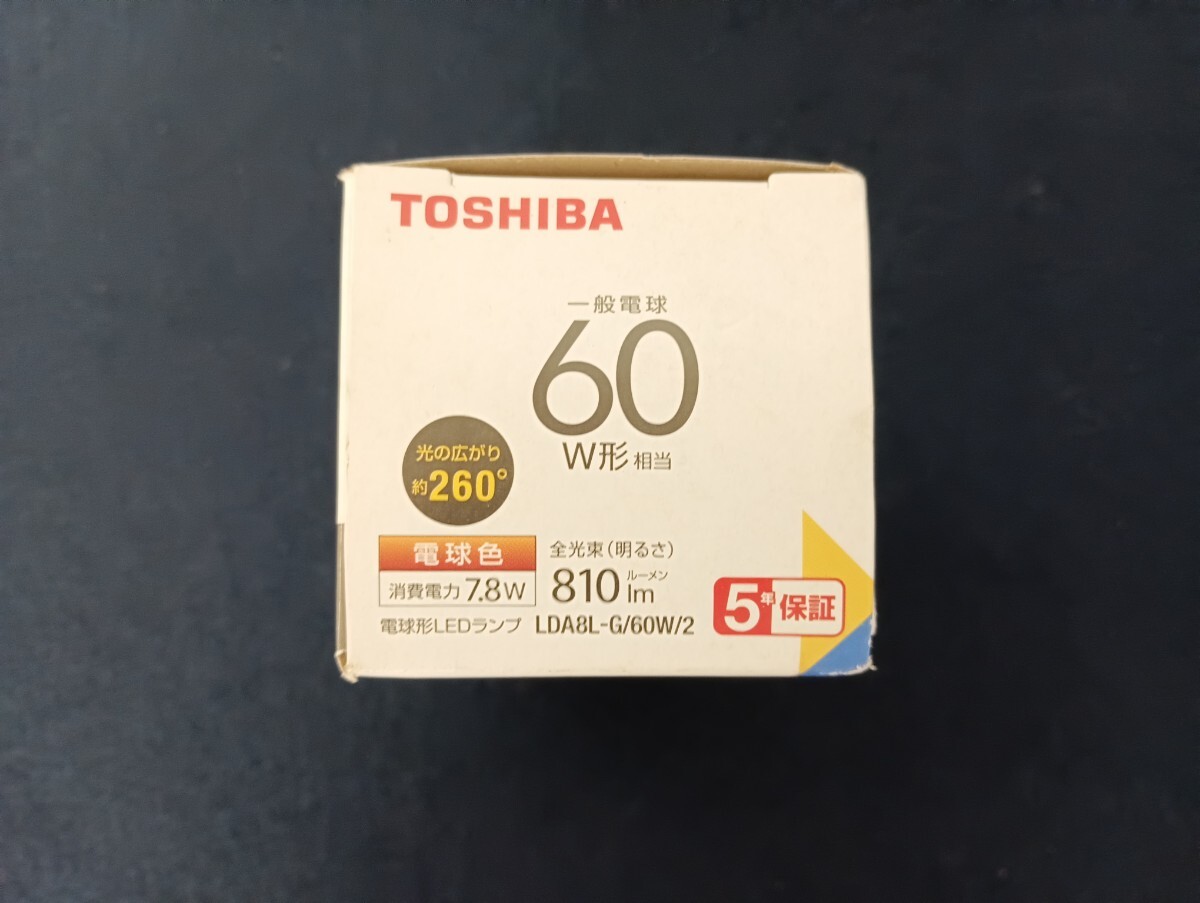 TOSHIBA
一般電球
60
W形 相当
光の広がり
約260°
電球色
消費電力 7.8W
全光束(明るさ)
810 lm ルーメン
電球形LEDランプ LDA8L-G/60W/2
5年保証